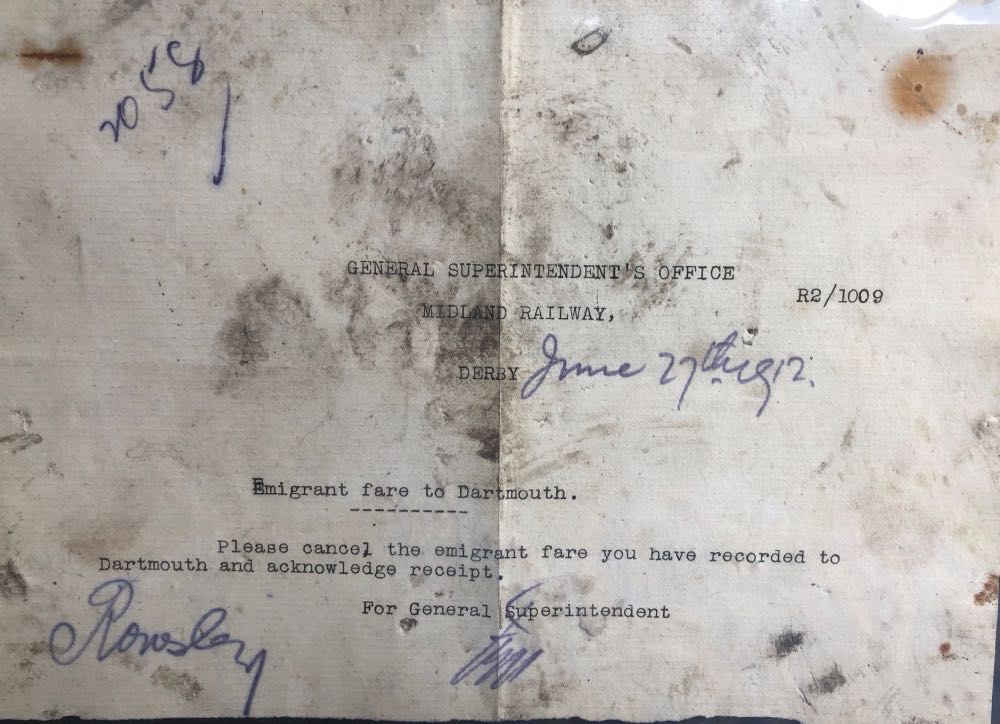 2058
GENERAL SUPERINTENDENT'S OFFICE
R2/1009
MIDLAND RAILWAY,
DERBY June 27th 1912.
Emigrant fare to Dartmouth.
----------
Please cancel the emigrant fare you have recorded to
Dartmouth and acknowledge receipt.
For General Superintendent
Rowsley